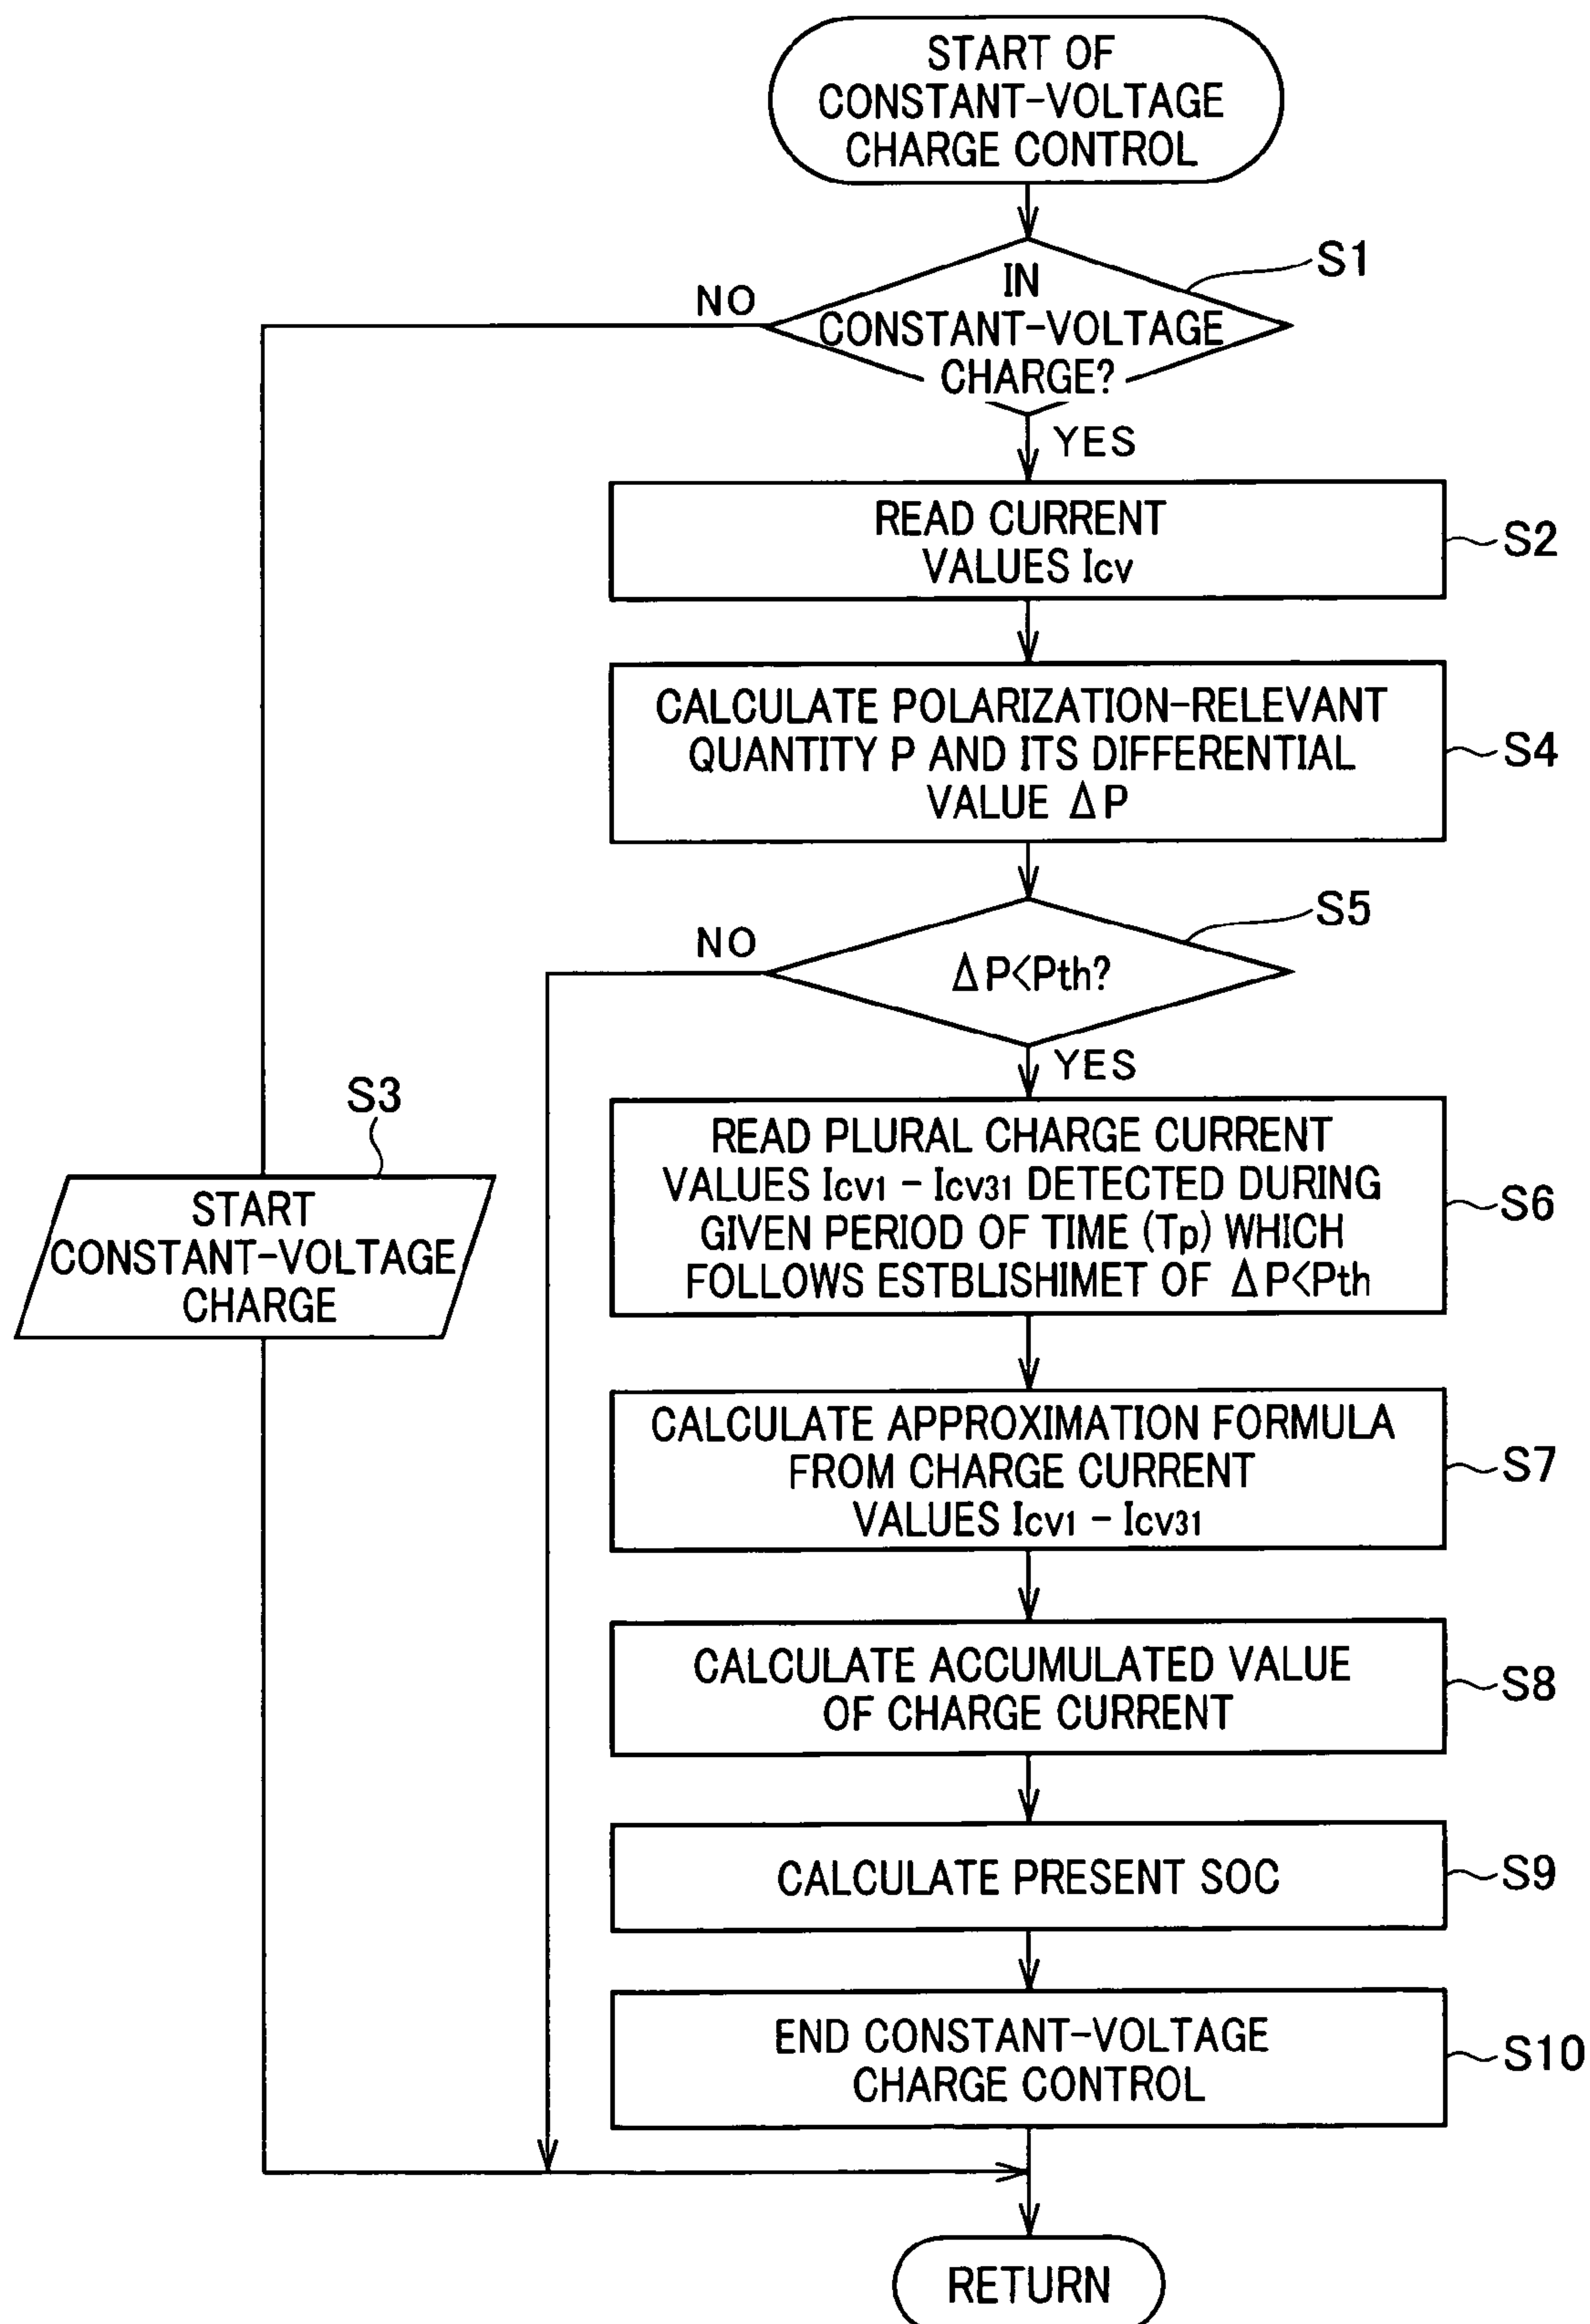 START OF
CONSTANT-VOLTAGE
CHARGE CONTROL
S1
NO
IN
CONSTANT-VOLTAGE
CHARGE?
YES
READ CURRENT
VALUES Icv
S2
CALCULATE POLARIZATION-RELEVANT
QUANTITY P AND ITS DIFFERENTIAL
VALUE ΔP
S4
S5
NO
ΔP<Pth?
YES
S3
START
CONSTANT-VOLTAGE
CHARGE
READ PLURAL CHARGE CURRENT
VALUES Icv1 - Icv31 DETECTED DURING
GIVEN PERIOD OF TIME (Tp) WHICH
FOLLOWS ESTBLISHIMET OF ΔP<Pth
S6
CALCULATE APPROXIMATION FORMULA
FROM CHARGE CURRENT
VALUES Icv1 - Icv31
S7
CALCULATE ACCUMULATED VALUE
OF CHARGE CURRENT
S8
CALCULATE PRESENT SOC
S9
END CONSTANT-VOLTAGE
CHARGE CONTROL
S10
RETURN